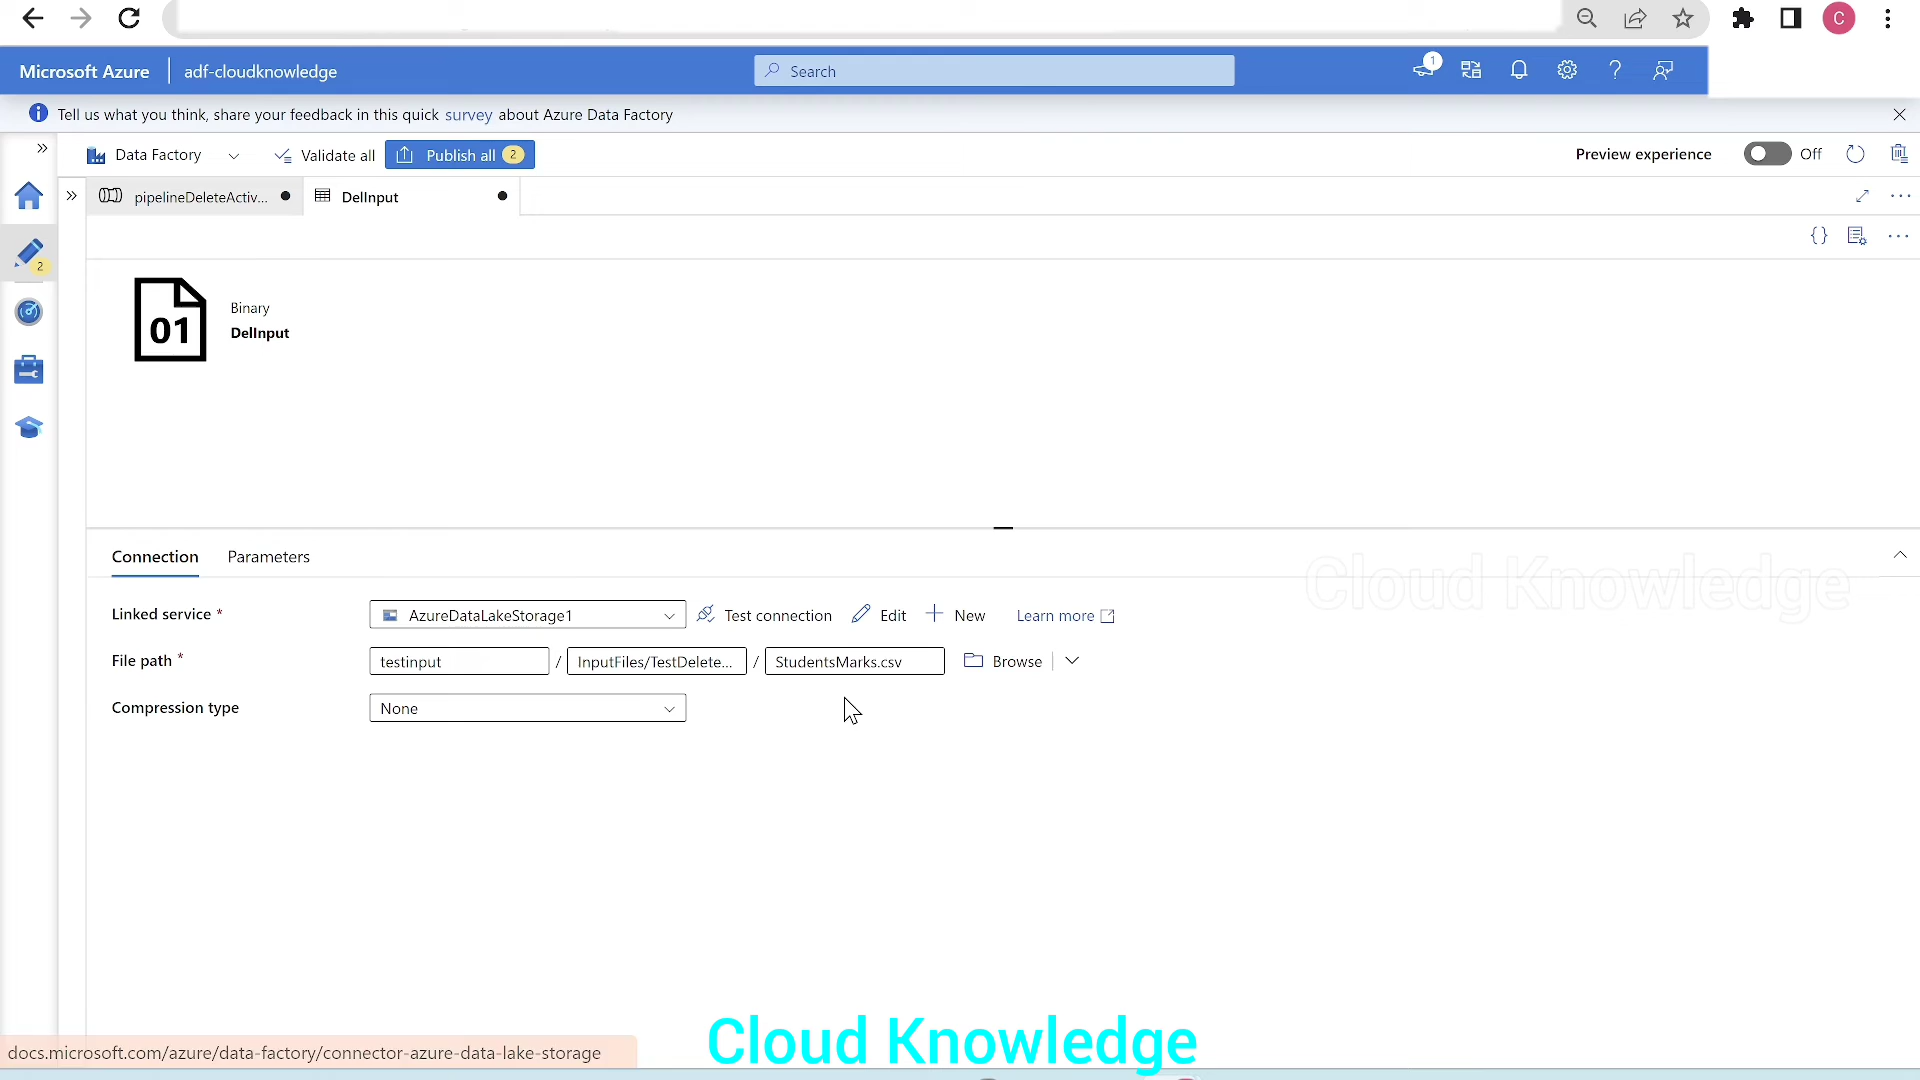 C
Microsoft Azure
adf-cloudknowledge
Search
1
Tell us what you think, share your feedback in this quick survey about Azure Data Factory
Data Factory
Validate all
Publish all 2
Preview experience
Off
pipelineDeleteActiv...
DelInput
2
01
Binary
DelInput
Connection
Parameters
Cloud Knowledge
Linked service *
AzureDataLakeStorage1
Test connection
Edit
New
Learn more
File path *
testinput / InputFiles/TestDelete... / StudentsMarks.csv
Browse
Compression type
None
Cloud Knowledge
docs.microsoft.com/azure/data-factory/connector-azure-data-lake-storage